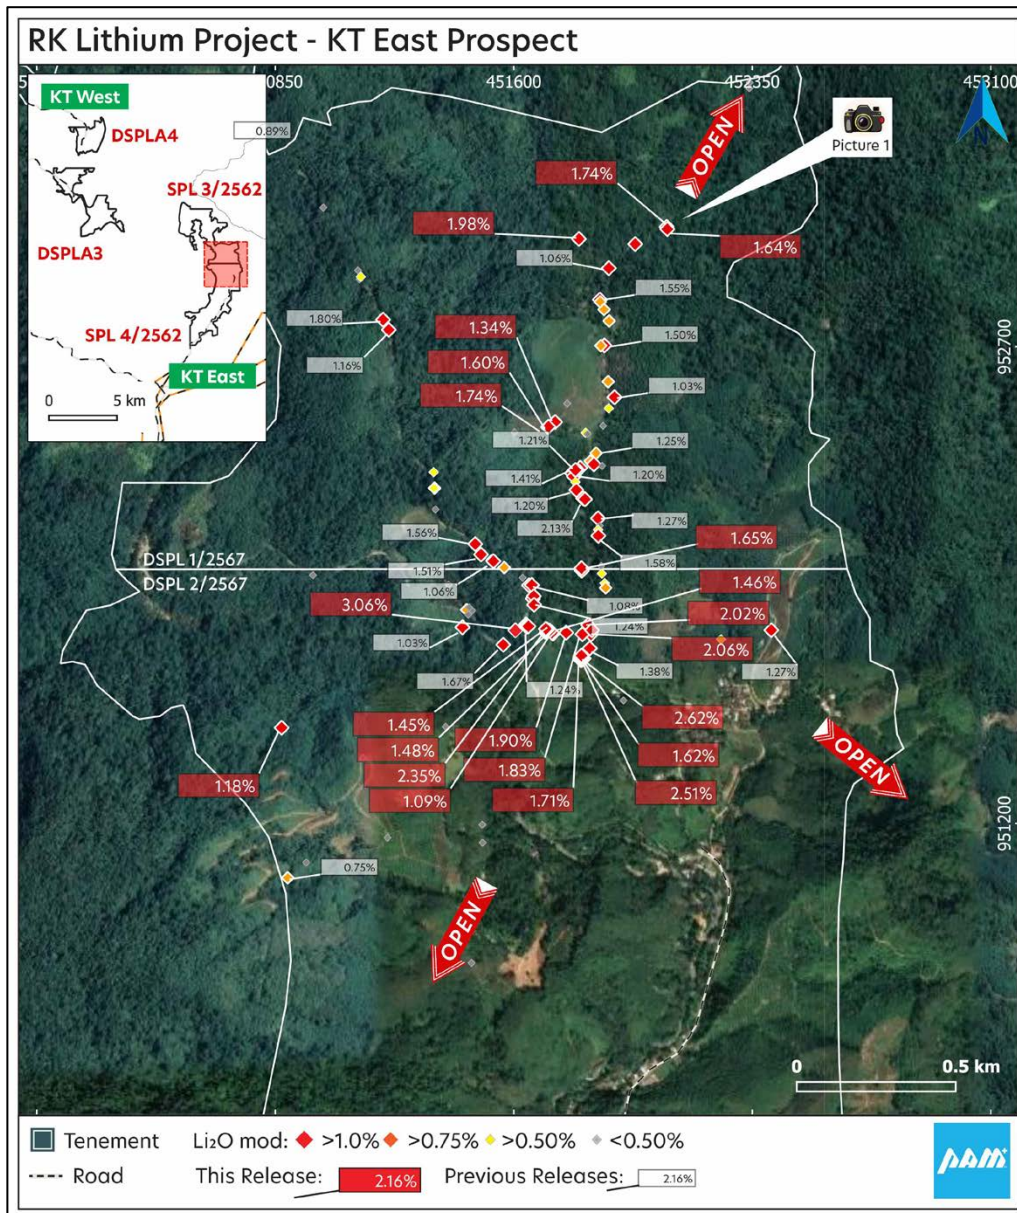 RK Lithium Project - KT East Prospect
0850
451600
452350
453100
KT West
DSPLA4
0.89%
SPL 3/2562
DSPLA3
SPL 4/2562
KT East
0
5 km
OPEN
Picture 1
1.74%
1.98%
1.64%
1.06%
1.55%
1.80%
1.34%
1.50%
952700
1.16%
1.60%
1.03%
1.74%
1.21%
1.25%
1.41%
1.20%
1.20%
2.13%
1.27%
1.56%
1.65%
DSPL 1/2567
1.58%
DSPL 2/2567
1.51%
1.46%
1.06%
1.08%
3.06%
2.02%
1.24%
1.03%
2.06%
1.67%
1.38%
1.27%
1.24%
1.45%
2.62%
1.48%
1.90%
1.62%
OPEN
2.35%
1.83%
1.18%
1.09%
1.71%
2.51%
951200
0.75%
OPEN
0
0.5 km
Tenement
Li₂O mod:
>1.0%
>0.75%
>0.50%
<0.50%
Road
This Release:
2.16%
Previous Releases:
2.16%
PAM